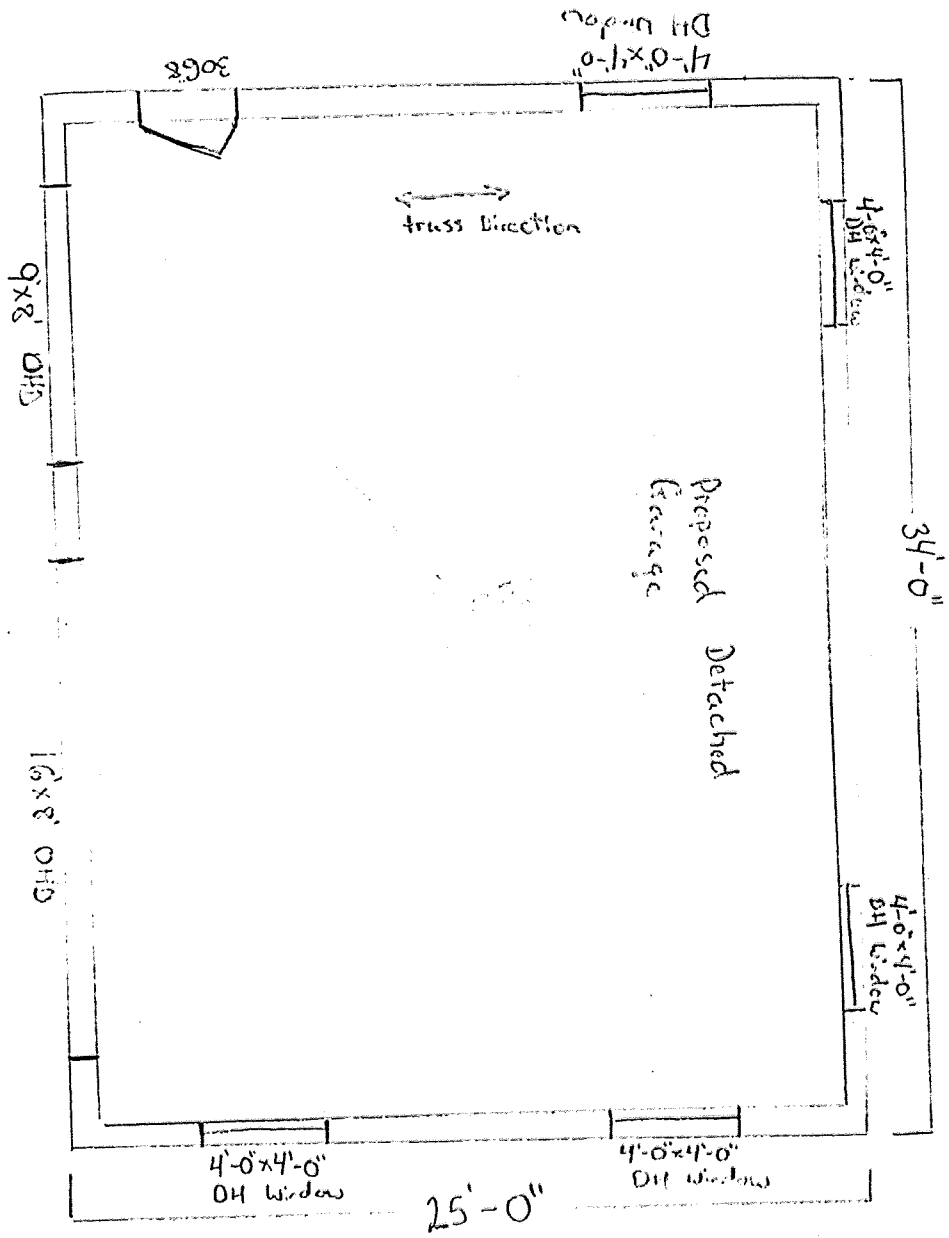 3068
4'-0"x4'-0"
DH window
truss Direction
4'-0"x4'-0"
DH window
9'x8' OHD
34'-0"
Proposed Detached
Garage
16'x8' OHD
4'-0"x4'-0"
DH Window
4'-0"x4'-0"
DH Window
4'-0"x4'-0"
DH Window
25'-0"